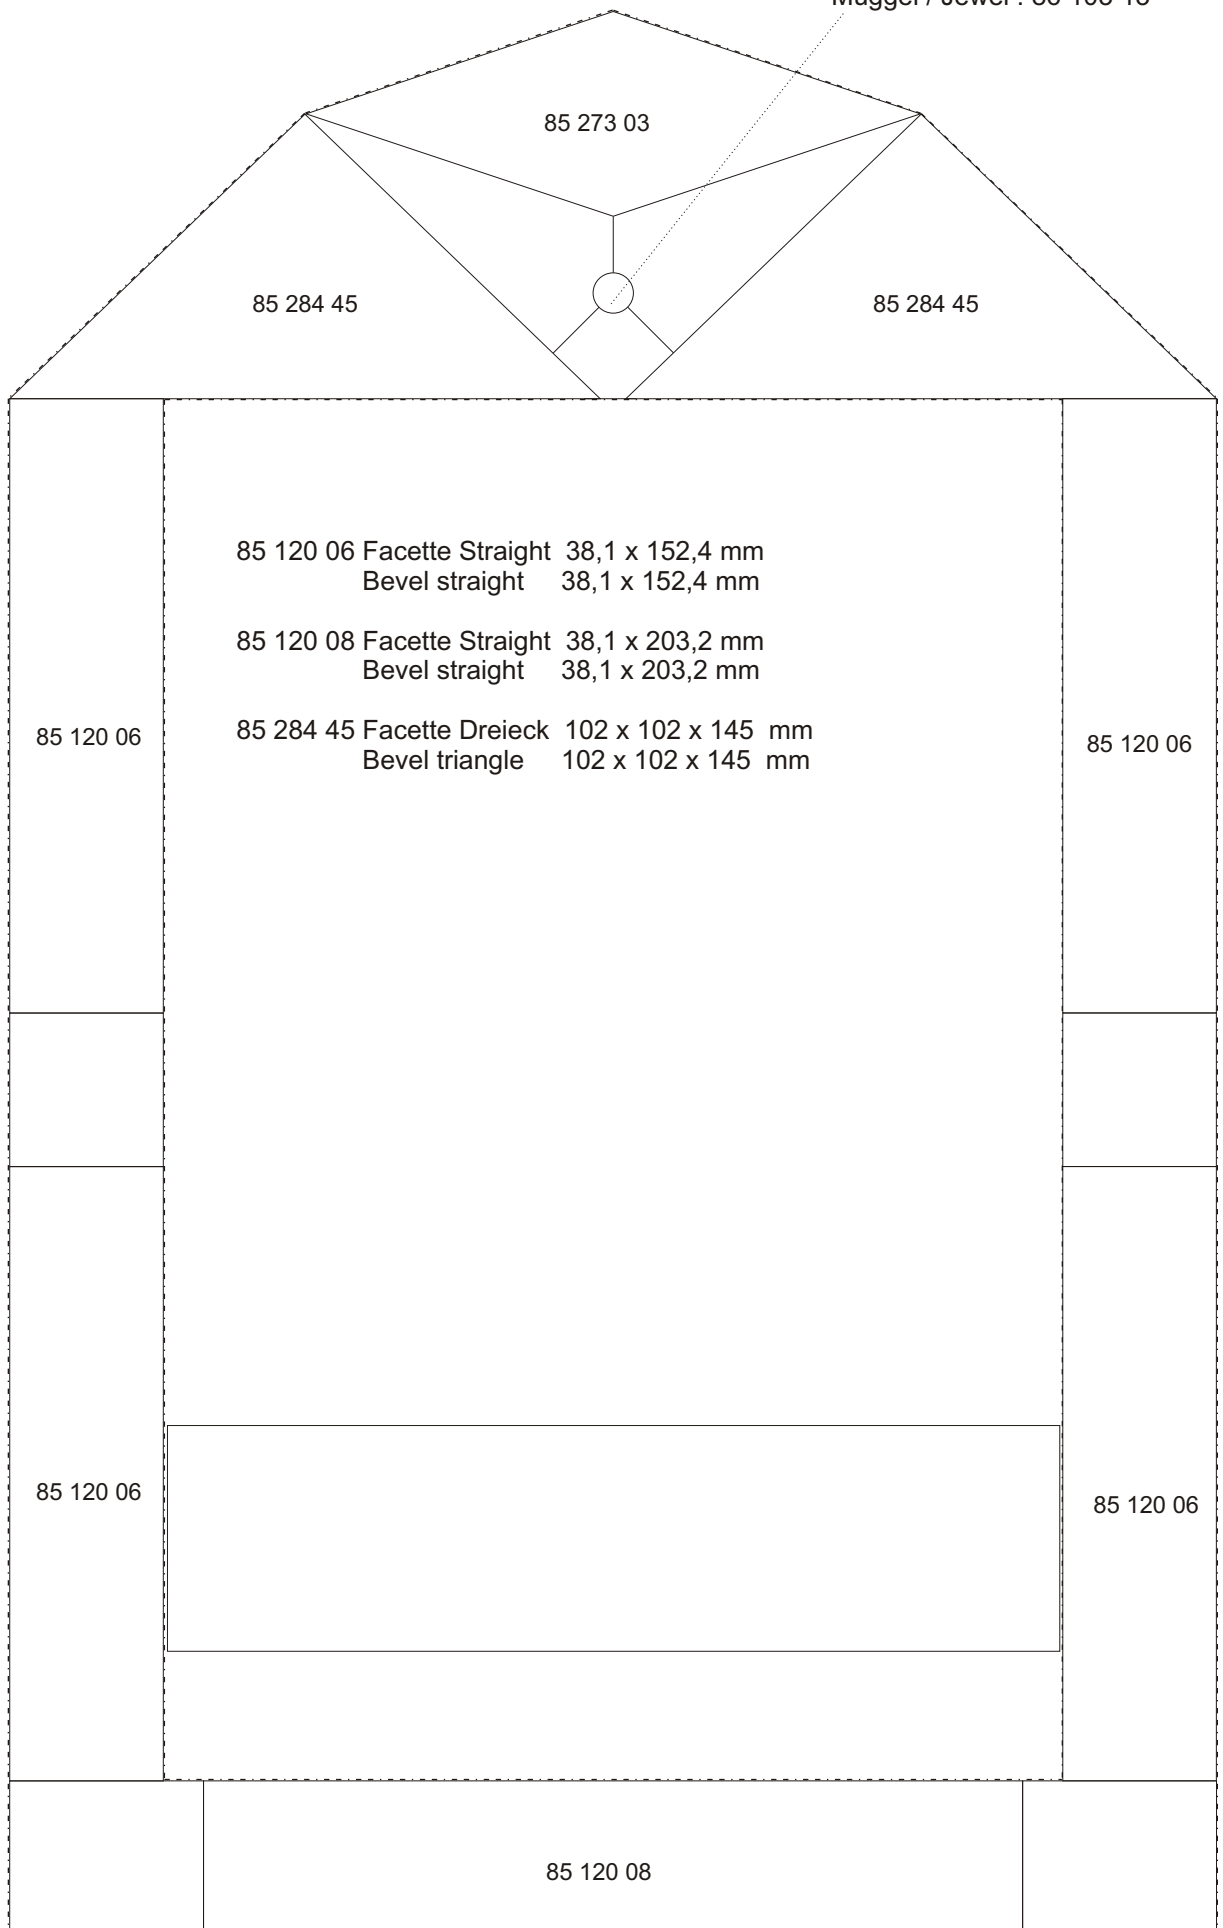 85 273 03
85 284 45
85 284 45
85 120 06 Facette Straight 38,1 x 152,4 mm
Bevel straight 38,1 x 152,4 mm
85 120 08 Facette Straight 38,1 x 203,2 mm
Bevel straight 38,1 x 203,2 mm
85 284 45 Facette Dreieck 102 x 102 x 145 mm
Bevel triangle 102 x 102 x 145 mm
85 120 06
85 120 06
85 120 06
85 120 06
85 120 08